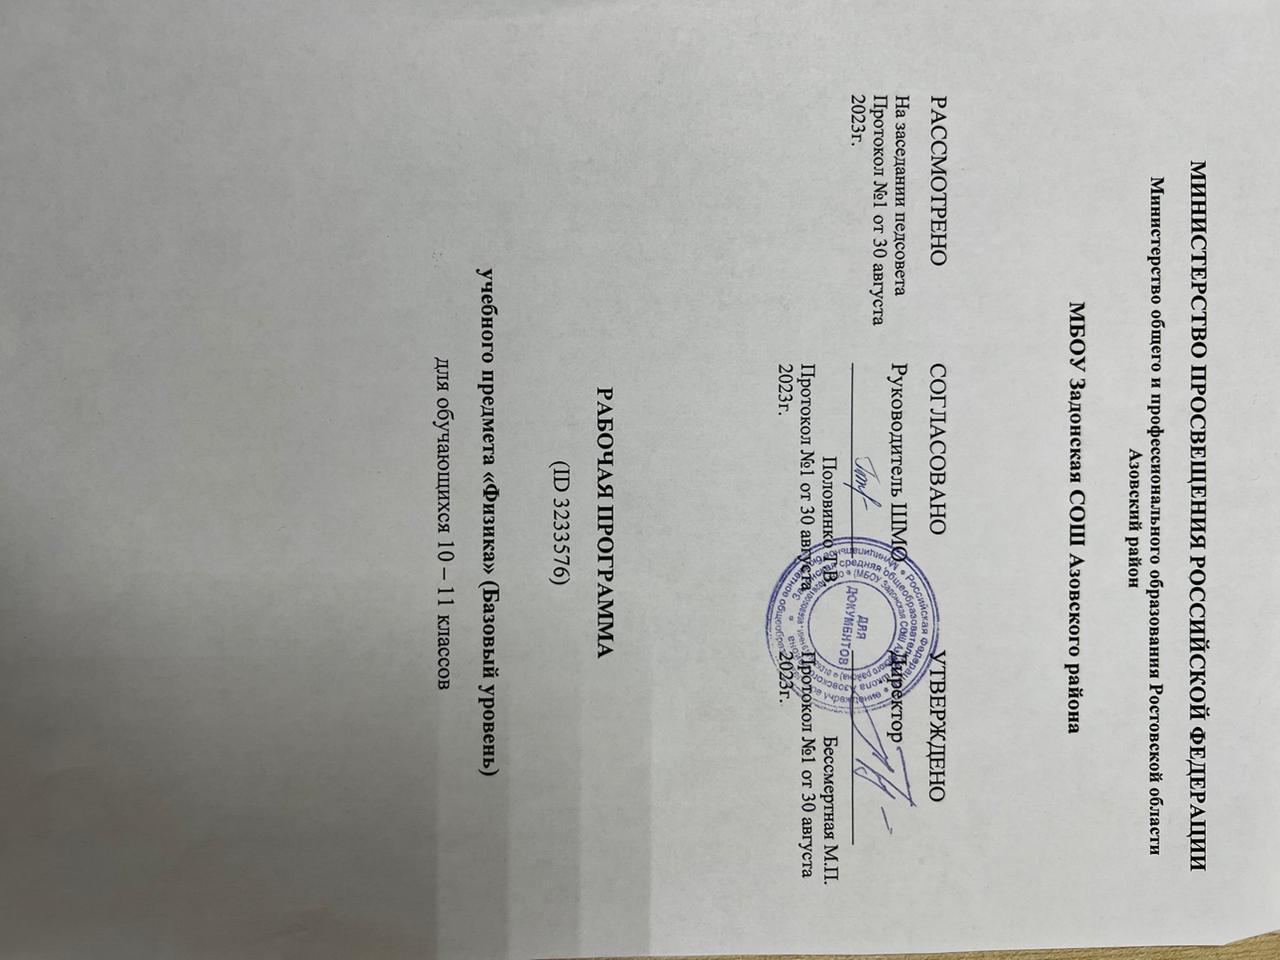 МИНИСТЕРСТВО ПРОСВЕЩЕНИЯ РОССИЙСКОЙ ФЕДЕРАЦИИ
Министерство общего и профессионального образования Ростовской области
Азовский район
МБОУ Задонская СОШ Азовского района
РАССМОТРЕНО
На заседании педсовета
Протокол №1 от 30 августа
2023г.
СОГЛАСОВАНО
Руководитель ШМО
Половинко Т.В.
Протокол №1 от 30 августа
2023г.
УТВЕРЖДЕНО
Директор
Бессмертная М.П.
Протокол №1 от 30 августа
2023г.
ДЛЯ
ДОКУМЕНТОВ
РАБОЧАЯ ПРОГРАММА
(ID 3233576)
учебного предмета «Физика» (Базовый уровень)
для обучающихся 10 – 11 классов